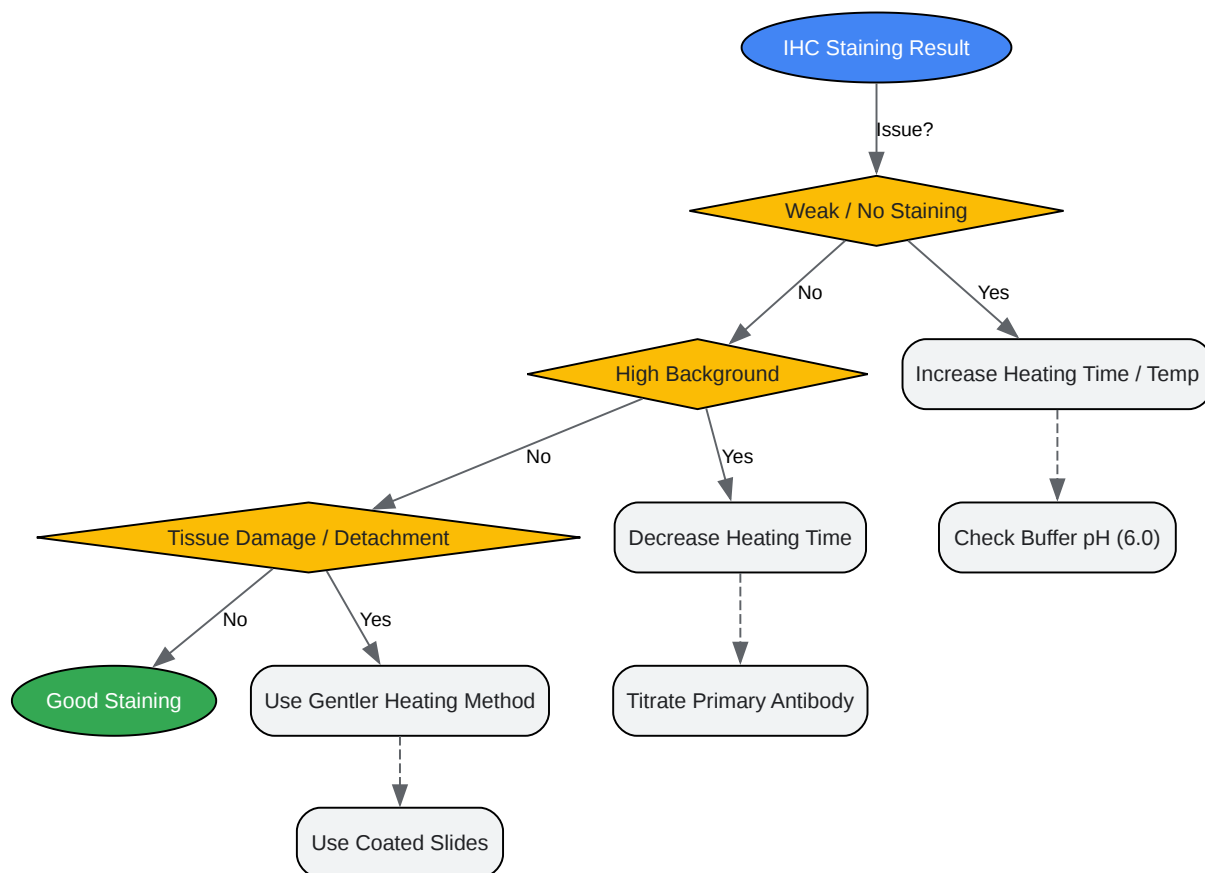 IHC Staining Result
Issue?
Weak / No Staining
No
Yes
High Background
Increase Heating Time / Temp
No
Yes
Tissue Damage / Detachment
Decrease Heating Time
Check Buffer pH (6.0)
No
Yes
Good Staining
Use Gentler Heating Method
Titrate Primary Antibody
Use Coated Slides